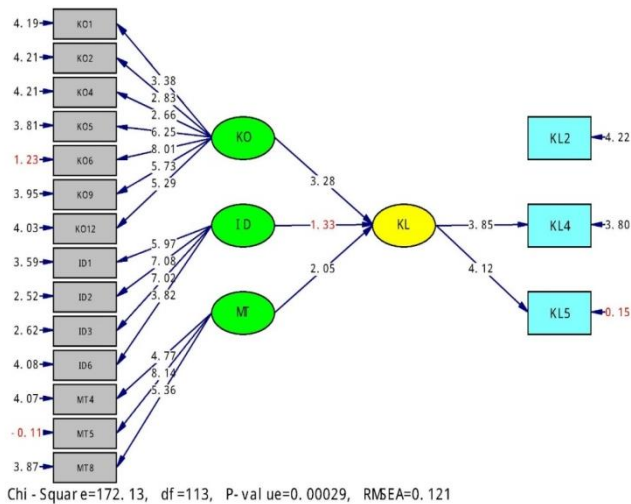 4.19 KO1
4.21 KO2
4.21 KO4
3.81 KO5
1.23 KO6
3.95 KO9
4.03 KO12
3.59 ID1
2.52 ID2
2.62 ID3
4.08 ID6
4.07 MT4
-0.11 MT5
3.87 MT8
3.38
2.83
2.66
6.25
8.01
5.73
5.29
5.97
7.08
7.02
3.82
4.77
8.14
5.36
KO
ID
MT
3.28
1.33
2.05
KL
3.85
4.12
KL2 4.22
KL4 3.80
KL5 0.15
Chi-Square=172.13, df=113, P-value=0.00029, RMSEA=0.121